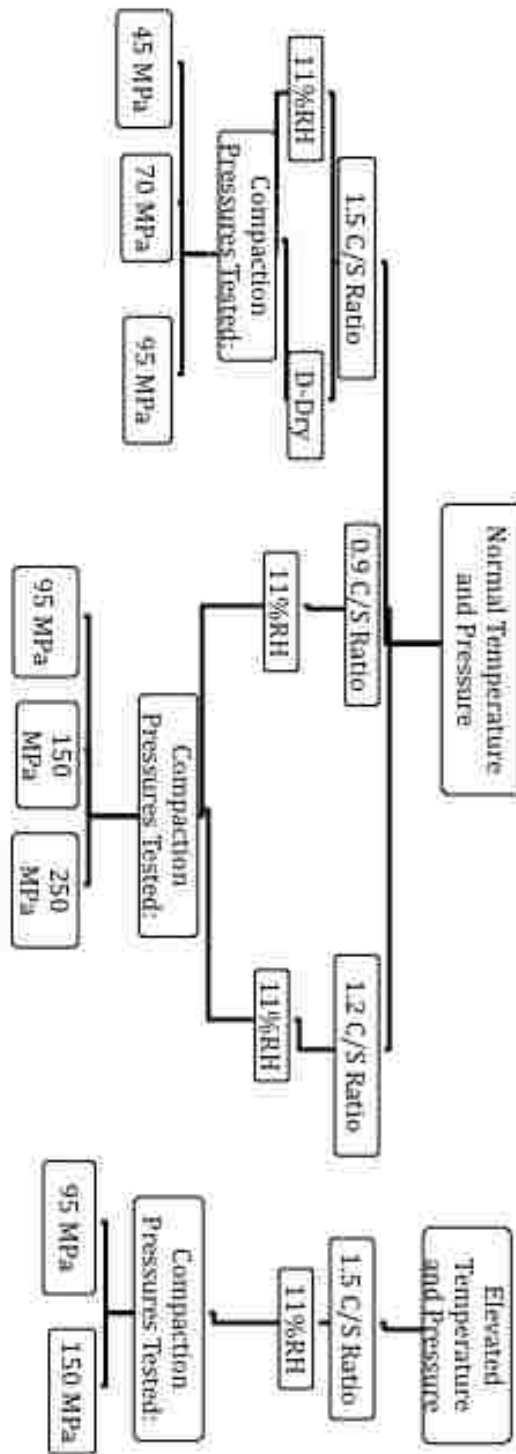 Normal Temperature
and Pressure
Elevated
Temperature
and Pressure
1.5 C/S Ratio
0.9 C/S Ratio
1.2 C/S Ratio
1.5 C/S Ratio
11%RH
D-Dry
11%RH
11%RH
11%RH
Compaction
Pressures Tested:
Compaction
Pressures Tested:
Compaction
Pressures Tested:
45 MPa
70 MPa
95 MPa
95 MPa
150
MPa
250
MPa
95 MPa
150 MPa